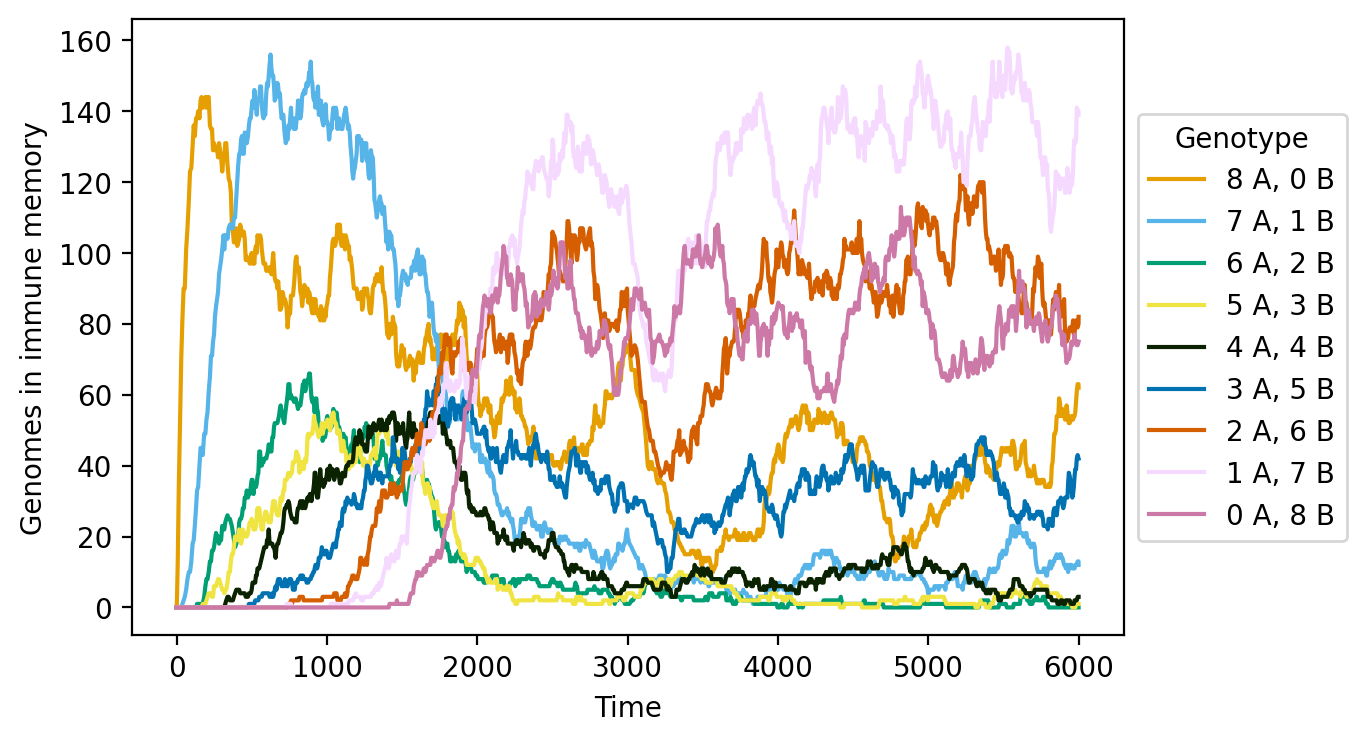 160
140
120
100
80
60
40
20
0
Genomes in immune memory
0 1000 2000 3000 4000 5000 6000
Time
Genotype
8 A, 0 B
7 A, 1 B
6 A, 2 B
5 A, 3 B
4 A, 4 B
3 A, 5 B
2 A, 6 B
1 A, 7 B
0 A, 8 B